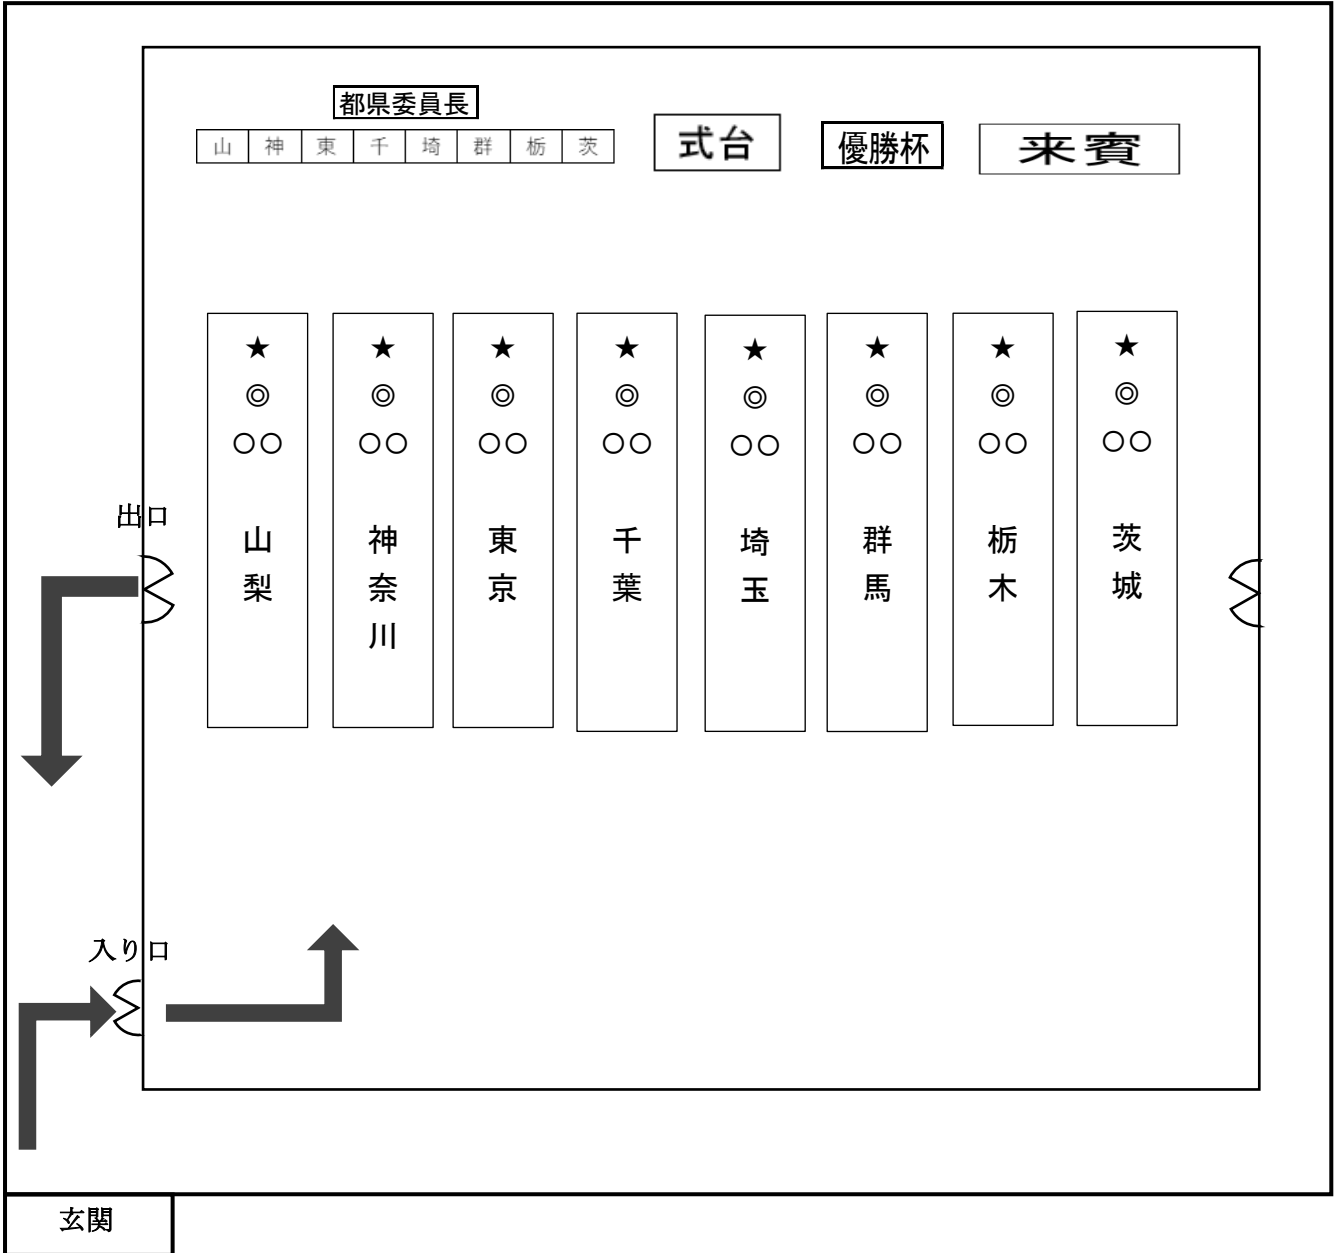 都県委員長
山 神 東 千 埼 群 栃 茨
式台
優勝杯
来賓
★ ★ ★ ★ ★ ★ ★ ★
◎ ◎ ◎ ◎ ◎ ◎ ◎ ◎
○○ ○○ ○○ ○○ ○○ ○○ ○○ ○○
山梨
神奈川
東京
千葉
埼玉
群馬
栃木
茨城
出口
入り口
玄関